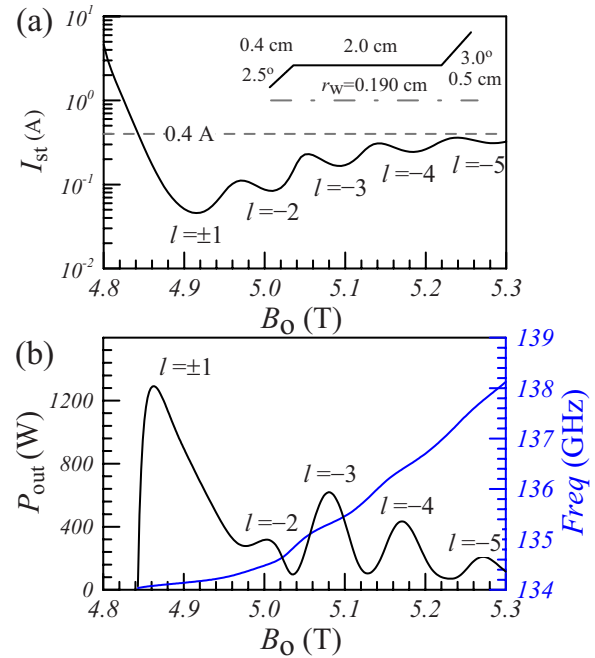 (a)
0.4 cm 2.0 cm 3.0º
2.5º r_w=0.190 cm 0.5 cm
10^1
10^0
10^-1
10^-2
I_st (A)
0.4 A
l=±1
l=−2
l=−3
l=−4
l=−5
4.8 4.9 5.0 5.1 5.2 5.3
B_o (T)
(b)
1200
800
400
0
P_out (W)
l=±1
l=−2
l=−3
l=−4
l=−5
139
138
137
136
135
134
Freq (GHz)
4.8 4.9 5.0 5.1 5.2 5.3
B_o (T)